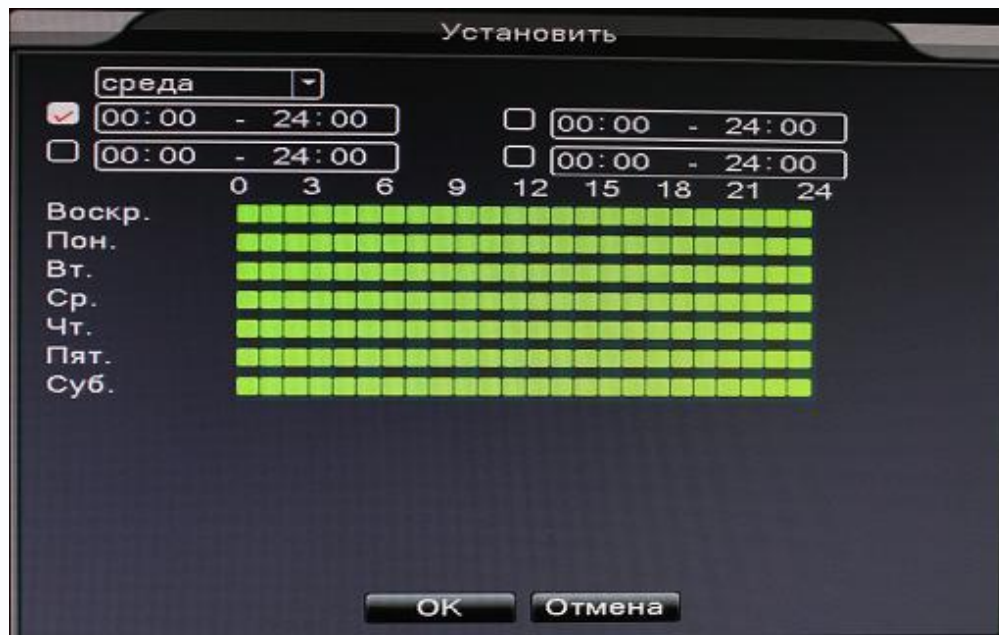 Установить
среда
00:00 - 24:00 00:00 - 24:00
00:00 - 24:00 00:00 - 24:00
0 3 6 9 12 15 18 21 24
Воскр.
Пон.
Вт.
Ср.
Чт.
Пят.
Суб.
OK Отмена